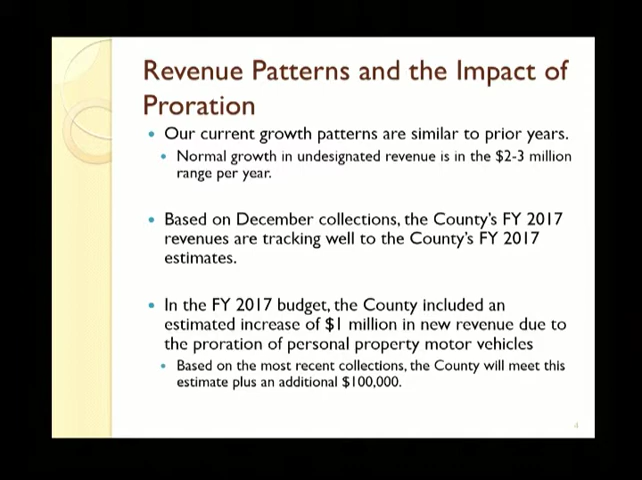 Revenue Patterns and the Impact of
Proration
• Our current growth patterns are similar to prior years.
• Normal growth in undesignated revenue is in the $2-3 million
range per year.
• Based on December collections, the County's FY 2017
revenues are tracking well to the County's FY 2017
estimates.
• In the FY 2017 budget, the County included an
estimated increase of $1 million in new revenue due to
the proration of personal property motor vehicles
• Based on the most recent collections, the County will meet this
estimate plus an additional $100,000.
4